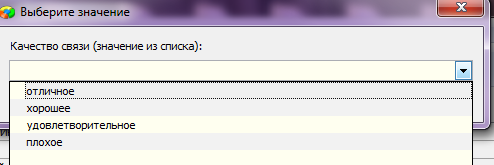 Выберите значение
Качество связи (значение из списка):
отличное
хорошее
удовлетворительное
плохое